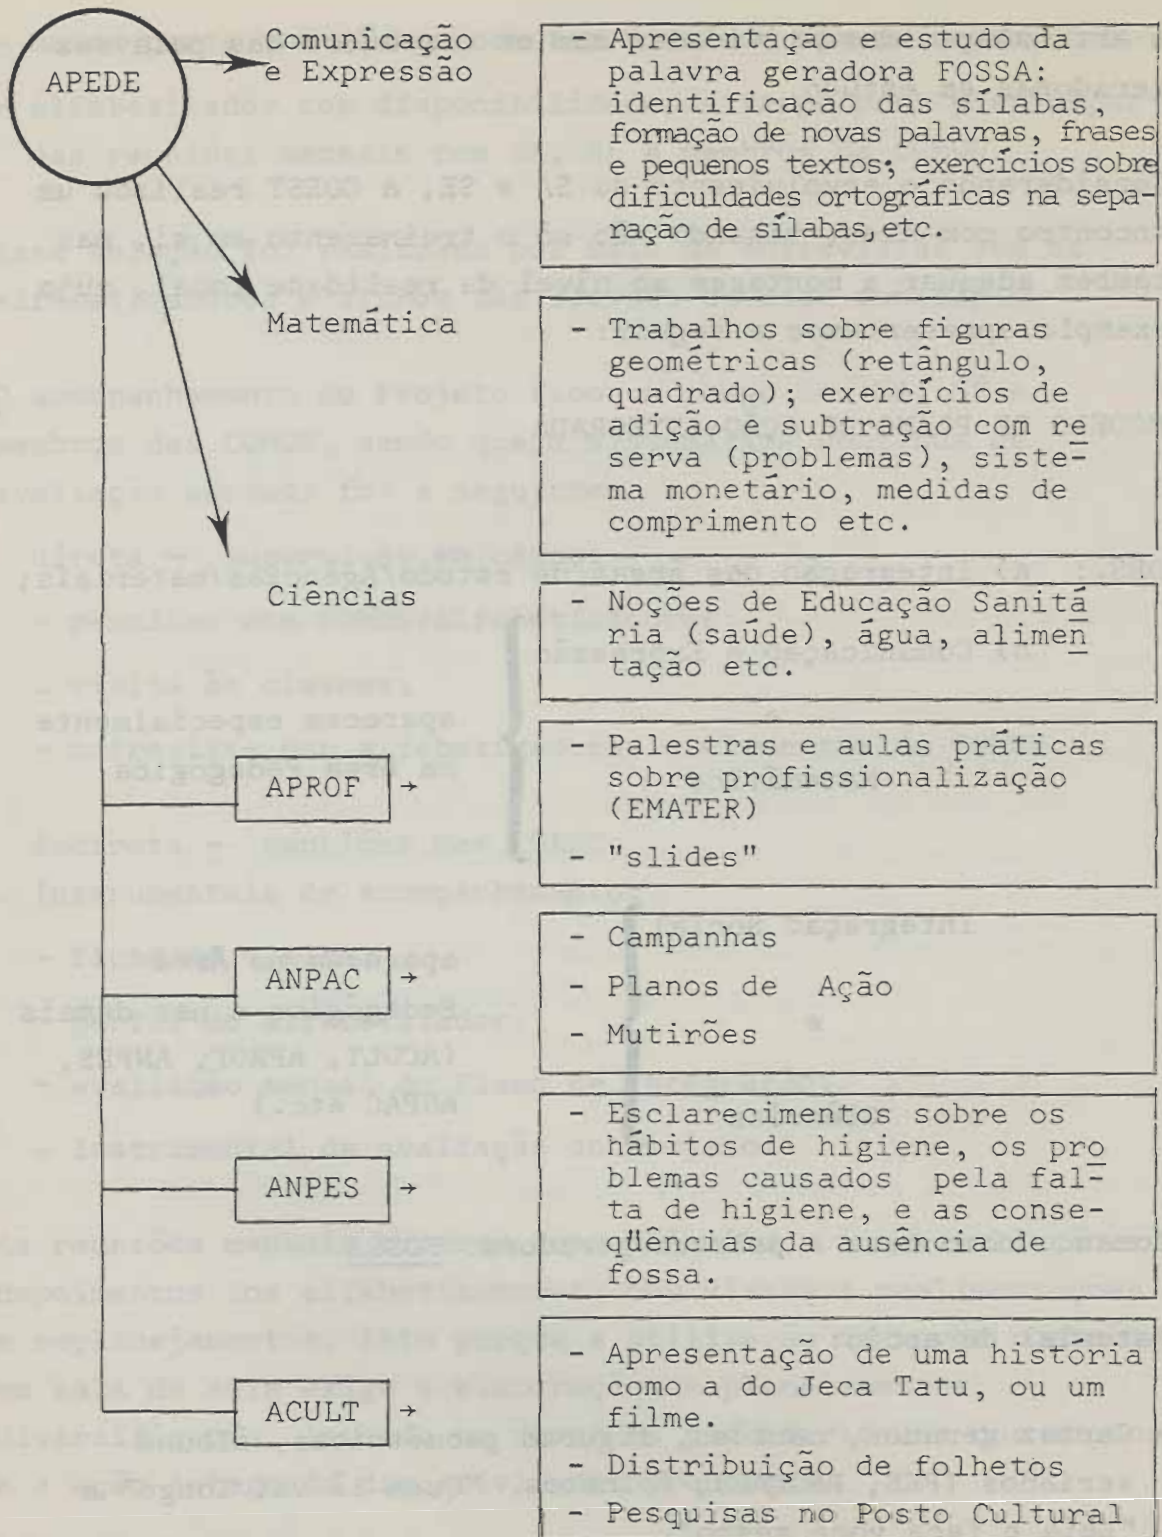 APEDE
Comunicação
e Expressão
- Apresentação e estudo da
palavra geradora FOSSA:
identificação das sílabas,
formação de novas palavras, frases
e pequenos textos; exercícios sobre
dificuldades ortográficas na sepa-
ração de sílabas, etc.
Matemática
- Trabalhos sobre figuras
geométricas (retângulo,
quadrado); exercícios de
adição e subtração com re
serva (problemas), siste-
ma monetário, medidas de
comprimento etc.
Ciências
- Noções de Educação Sanitá
ria (saúde), água, alimen
tação etc.
APROF →
- Palestras e aulas práticas
sobre profissionalização
(EMATER)
- "slides"
ANPAC →
- Campanhas
- Planos de Ação
- Mutirões
ANPES →
- Esclarecimentos sobre os
hábitos de higiene, os pro
blemas causados pela fal-
ta de higiene, e as conse-
qüências da ausência de
fossa.
ACULT →
- Apresentação de uma história
como a do Jeca Tatu, ou um
filme.
- Distribuição de folhetos
- Pesquisas no Posto Cultural